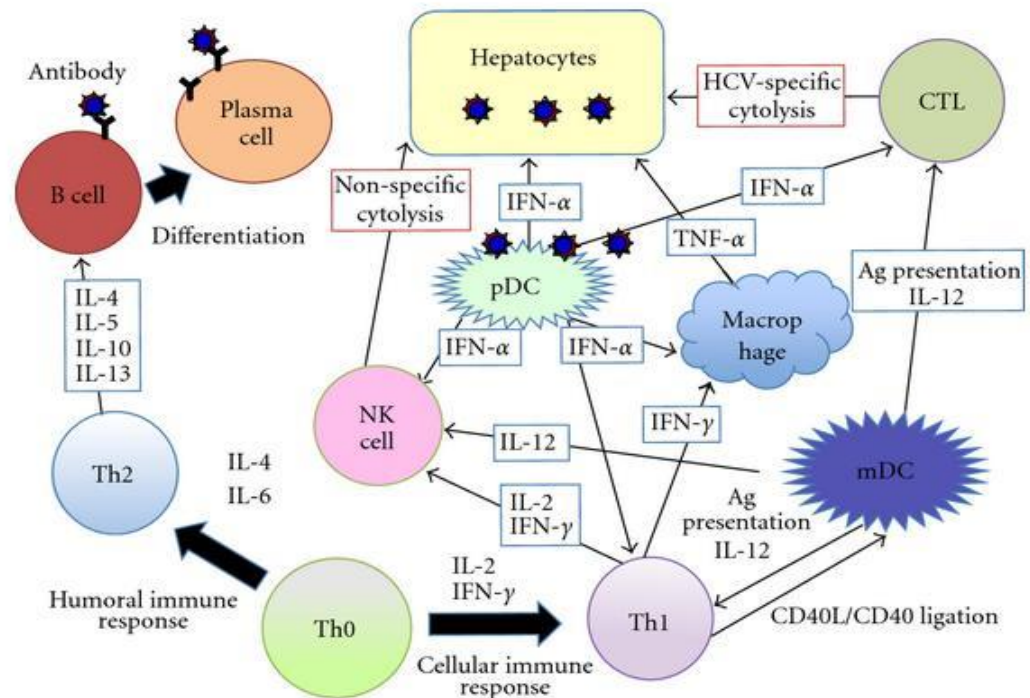 Antibody
Plasma
cell
B cell
Differentiation
Hepatocytes
HCV-specific
cytolysis
CTL
Non-specific
cytolysis
IFN-α
IFN-α
TNF-α
pDC
Ag presentation
IL-12
IL-4
IL-5
IL-10
IL-13
IFN-α
IFN-α
Macrop
hage
NK
cell
IL-12
IFN-γ
mDC
Th2
IL-4
IL-6
IL-2
IFN-γ
Ag
presentation
IL-12
Humoral immune
response
Th0
IL-2
IFN-γ
Cellular immune
response
Th1
CD40L/CD40 ligation